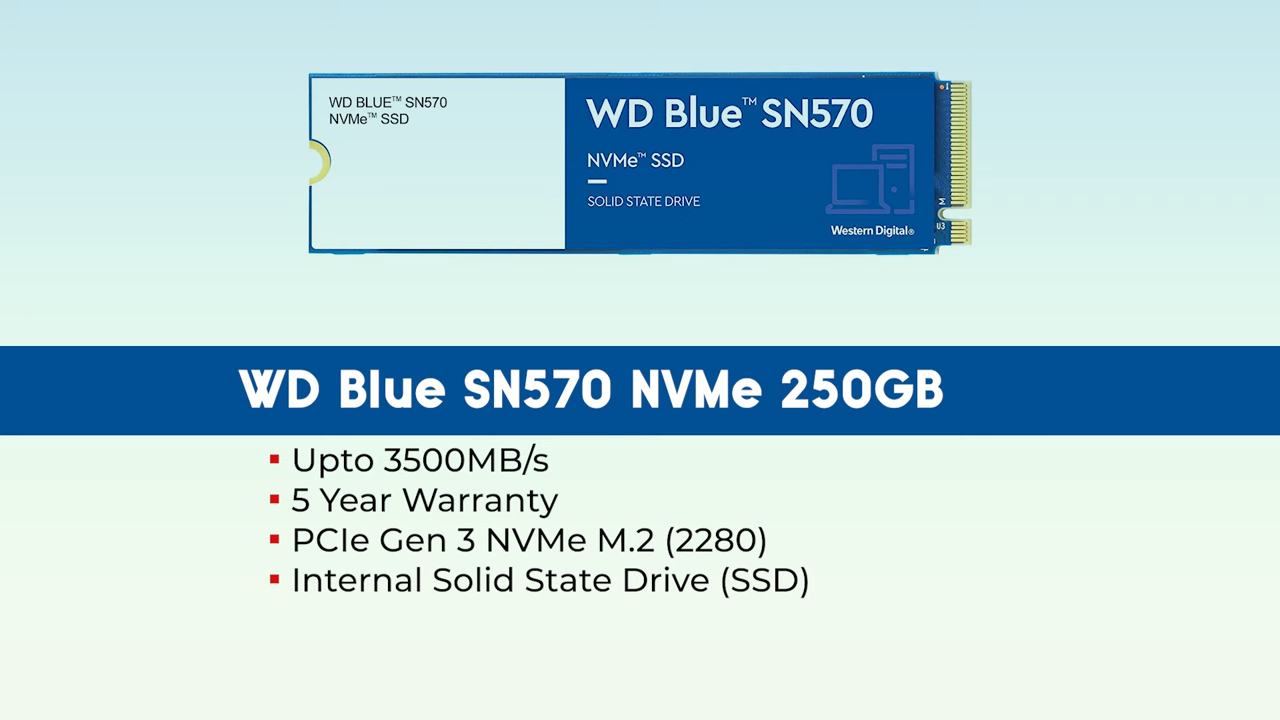 WD BLUE™ SN570
NVMe™ SSD
WD Blue™ SN570
NVMe™ SSD
SOLID STATE DRIVE
Western Digital®
M
U3
WD Blue SN570 NVMe 250GB
▪ Upto 3500MB/s
▪ 5 Year Warranty
▪ PCIe Gen 3 NVMe M.2 (2280)
▪ Internal Solid State Drive (SSD)